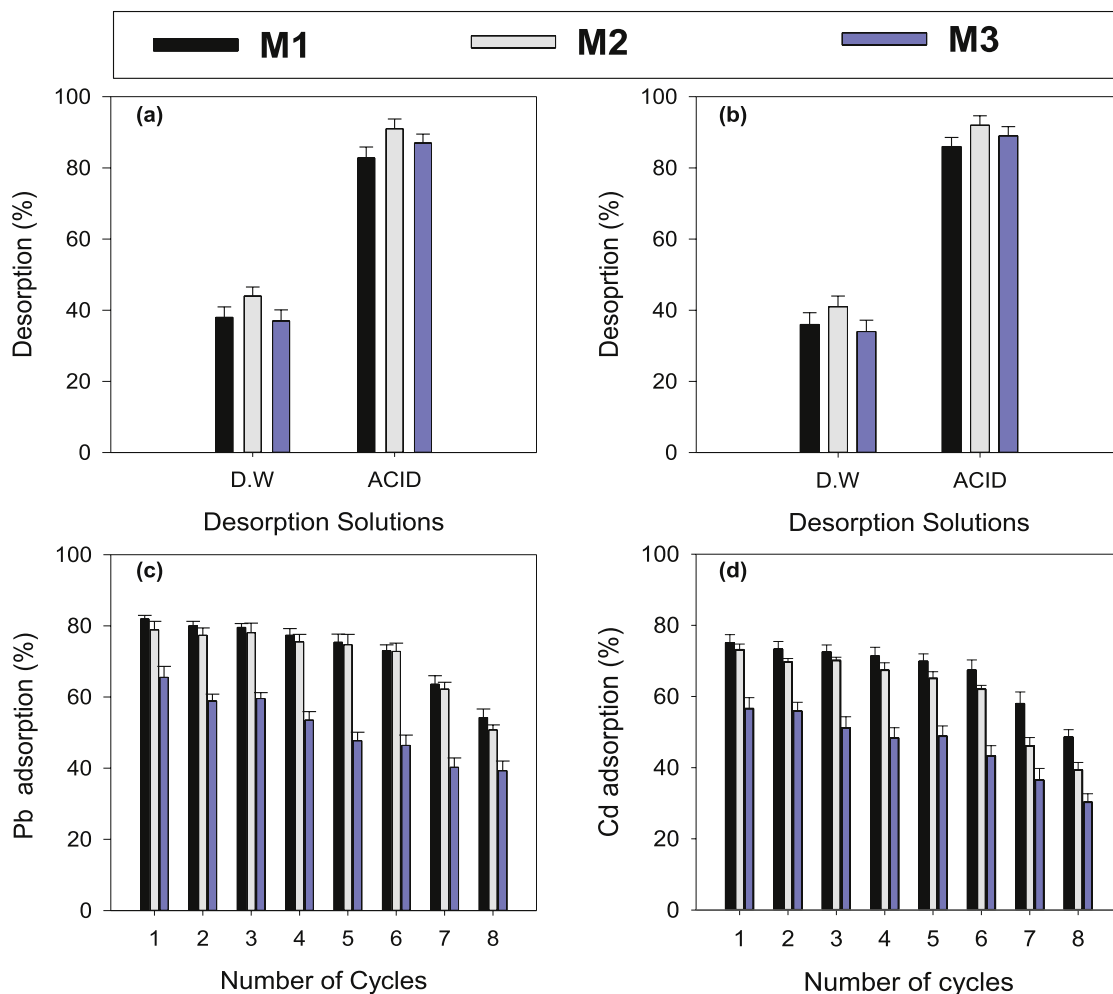 M1 M2 M3
(a)
Desorption (%)
100
80
60
40
20
0
D.W ACID
Desorption Solutions
(b)
Desoprtion (%)
100
80
60
40
20
0
D.W ACID
Desorption Solutions
(c)
Pb adsorption (%)
100
80
60
40
20
0
1 2 3 4 5 6 7 8
Number of Cycles
(d)
Cd adsorption (%)
100
80
60
40
20
0
1 2 3 4 5 6 7 8
Number of cycles